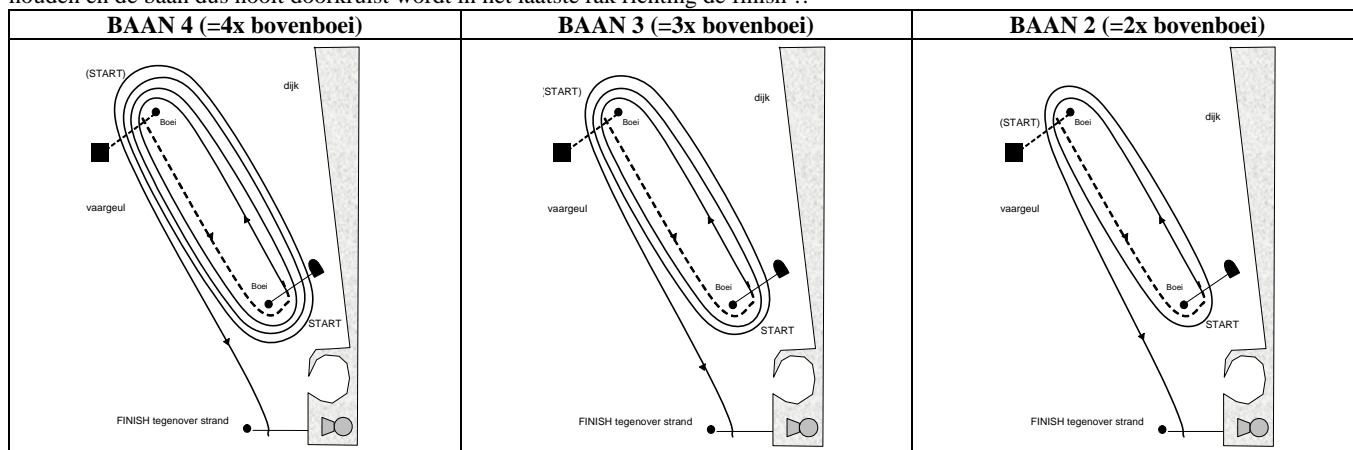 houden en de baan dus nooit doorkruist wordt in het laatste rak richting de finish !!
BAAN 4 (=4x bovenboei)
BAAN 3 (=3x bovenboei)
BAAN 2 (=2x bovenboei)
(START)
dijk
Boei
vaargeul
Boei
START
FINISH tegenover strand
(START)
dijk
Boei
vaargeul
Boei
START
FINISH tegenover strand
(START)
dijk
Boei
vaargeul
Boei
START
FINISH tegenover strand